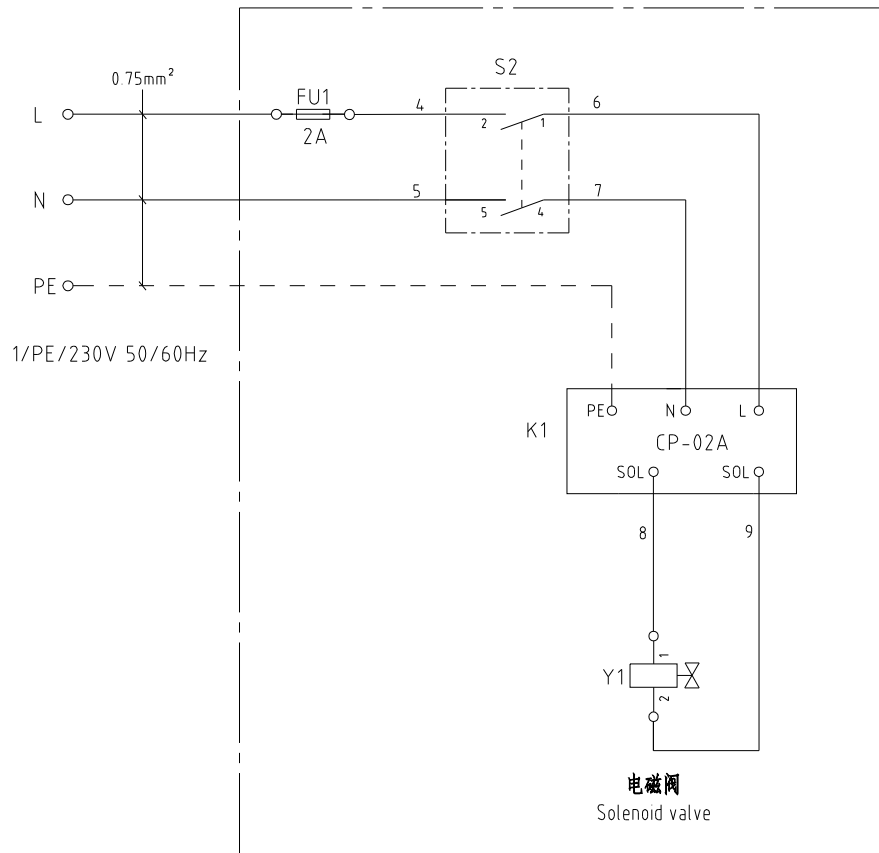 S2
0.75mm²
FU1
4
6
L
2
1
2A
5
7
N
5
4
PE
1/PE/230V 50/60Hz
PE
N
L
K1
CP-02A
SOL
SOL
8
9
1
Y1
2
电磁阀
Solenoid valve